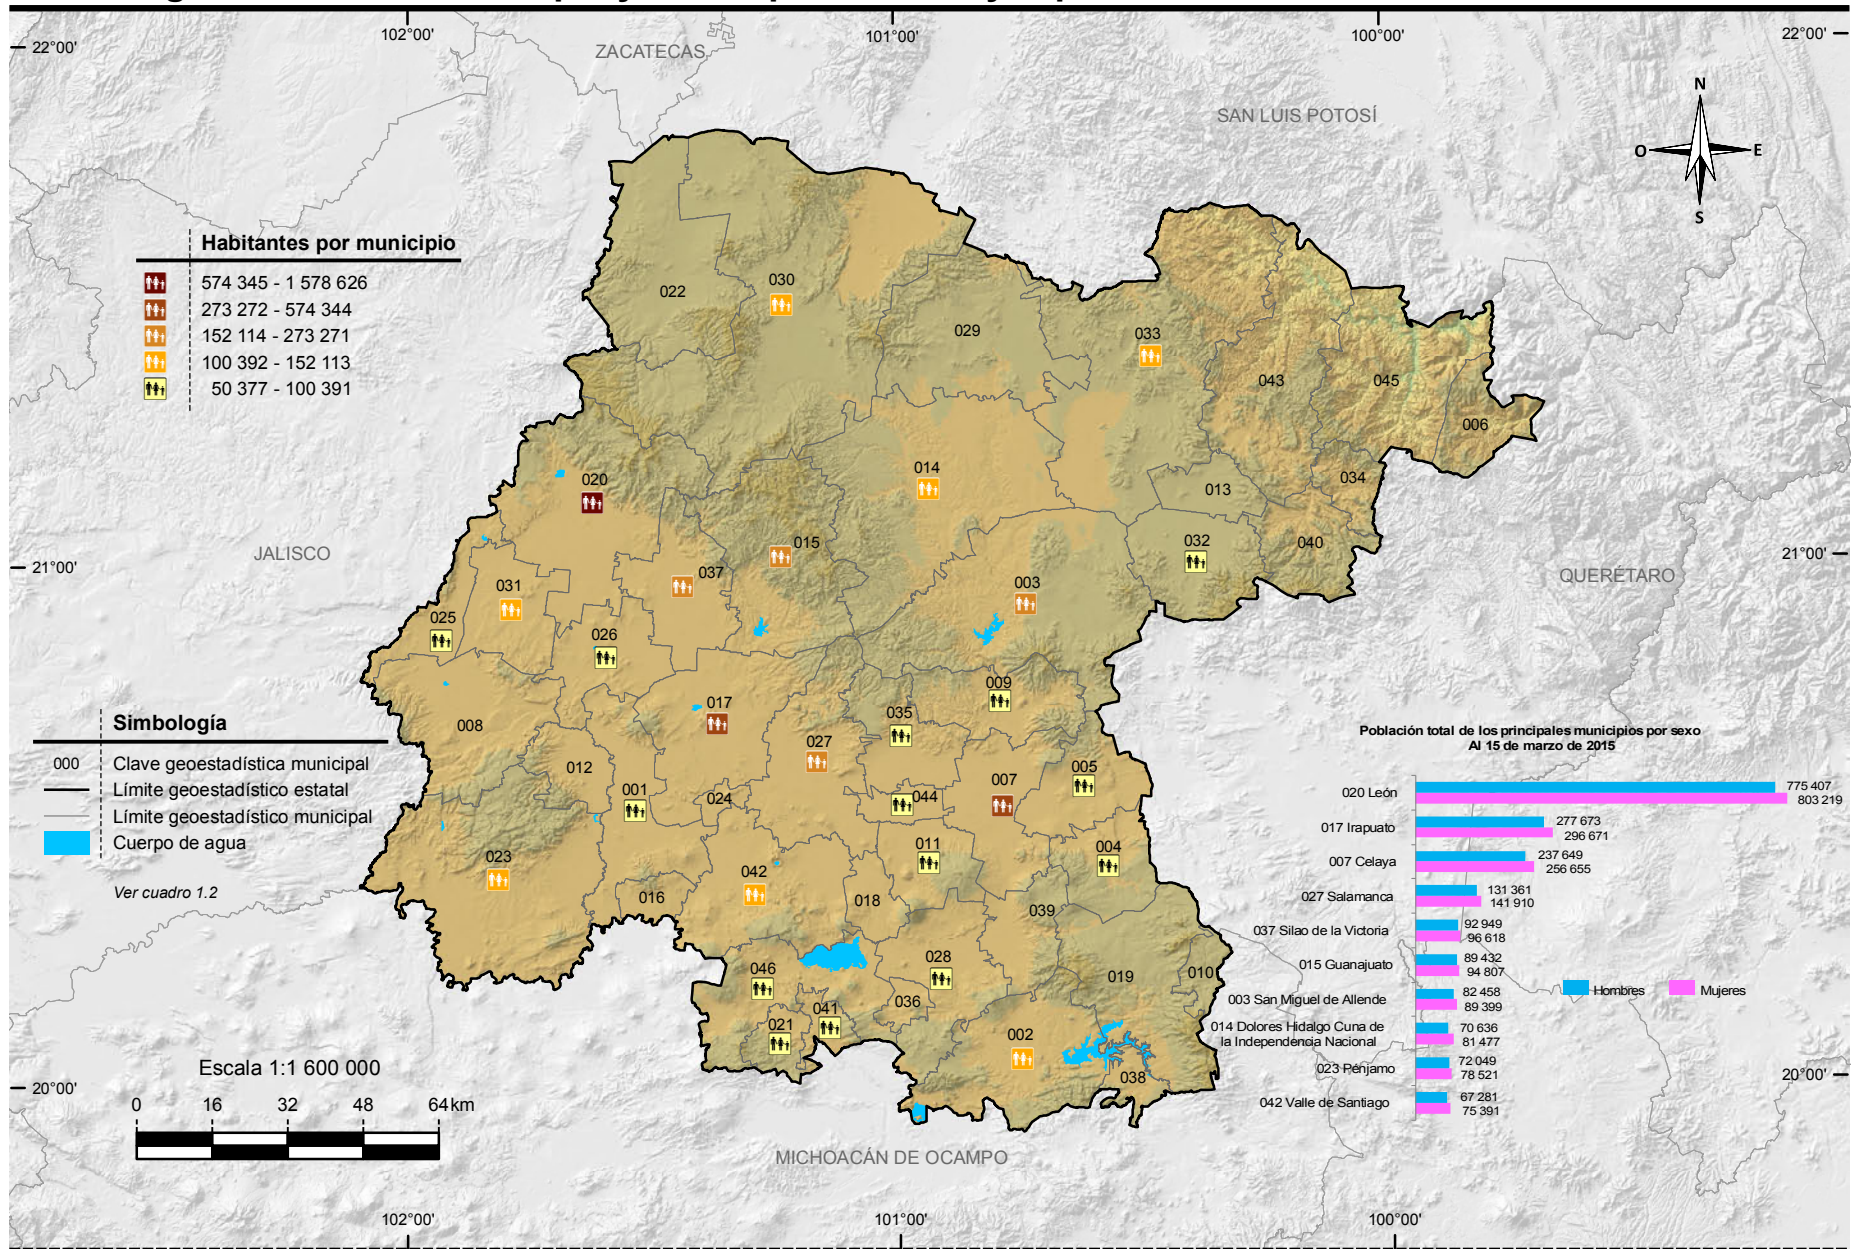 102°00'
101°00'
100°00'
22°00'
22°00'
ZACATECAS
SAN LUIS POTOSÍ
N
O
E
S
Habitantes por municipio
574 345 - 1 578 626
273 272 - 574 344
152 114 - 273 271
100 392 - 152 113
50 377 - 100 391
022
030
029
033
043
045
006
020
014
013
034
JALISCO
015
032
040
21°00'
21°00'
QUERÉTARO
037
031
003
025
026
009
017
035
008
027
012
007
005
001
024
044
011
004
023
042
016
018
039
028
019
010
046
036
041
021
002
038
Simbología
000 Clave geoestadística municipal
Límite geoestadístico estatal
Límite geoestadístico municipal
Cuerpo de agua
Ver cuadro 1.2
Población total de los principales municipios por sexo
Al 15 de marzo de 2015
020 León
775 407
803 219
017 Irapuato
277 673
296 671
007 Celaya
237 649
256 655
027 Salamanca
131 361
141 910
037 Silao de la Victoria
92 949
96 618
015 Guanajuato
89 432
94 807
003 San Miguel de Allende
82 458
89 399
014 Dolores Hidalgo Cuna de
la Independencia Nacional
70 636
81 477
023 Pénjamo
72 049
78 521
042 Valle de Santiago
67 281
75 391
Hombres
Mujeres
Escala 1:1 600 000
0 16 32 48 64 km
20°00'
20°00'
MICHOACÁN DE OCAMPO
102°00'
101°00'
100°00'